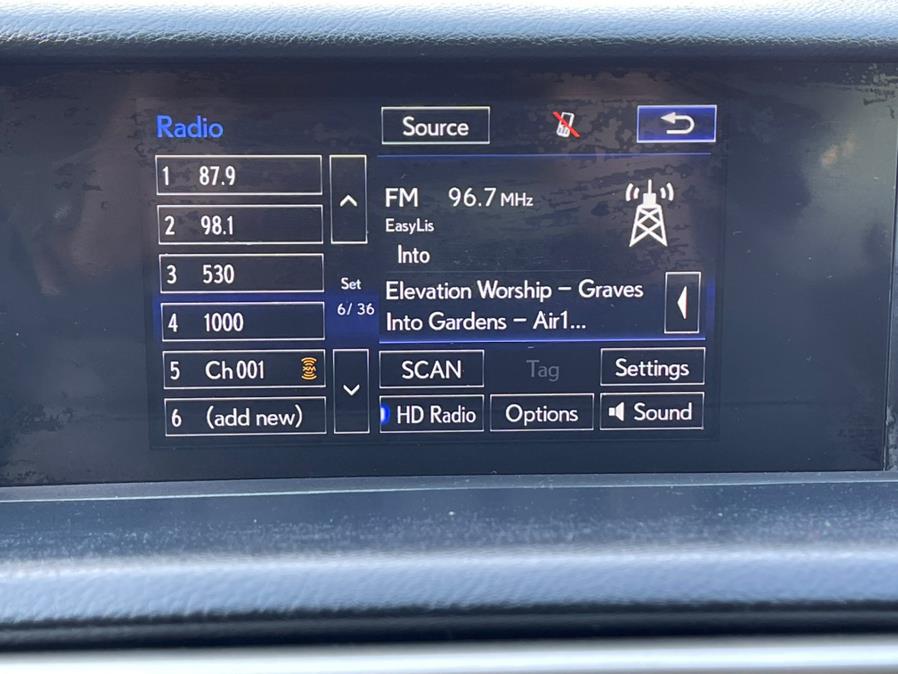 Radio
Source
1 87.9
2 98.1
3 530
4 1000
5 Ch001 XM
6 (add new)
Set
6/ 36
FM 96.7 MHz
EasyLis
Into
Elevation Worship – Graves
Into Gardens – Air1...
SCAN
Tag
Settings
HD Radio
Options
Sound